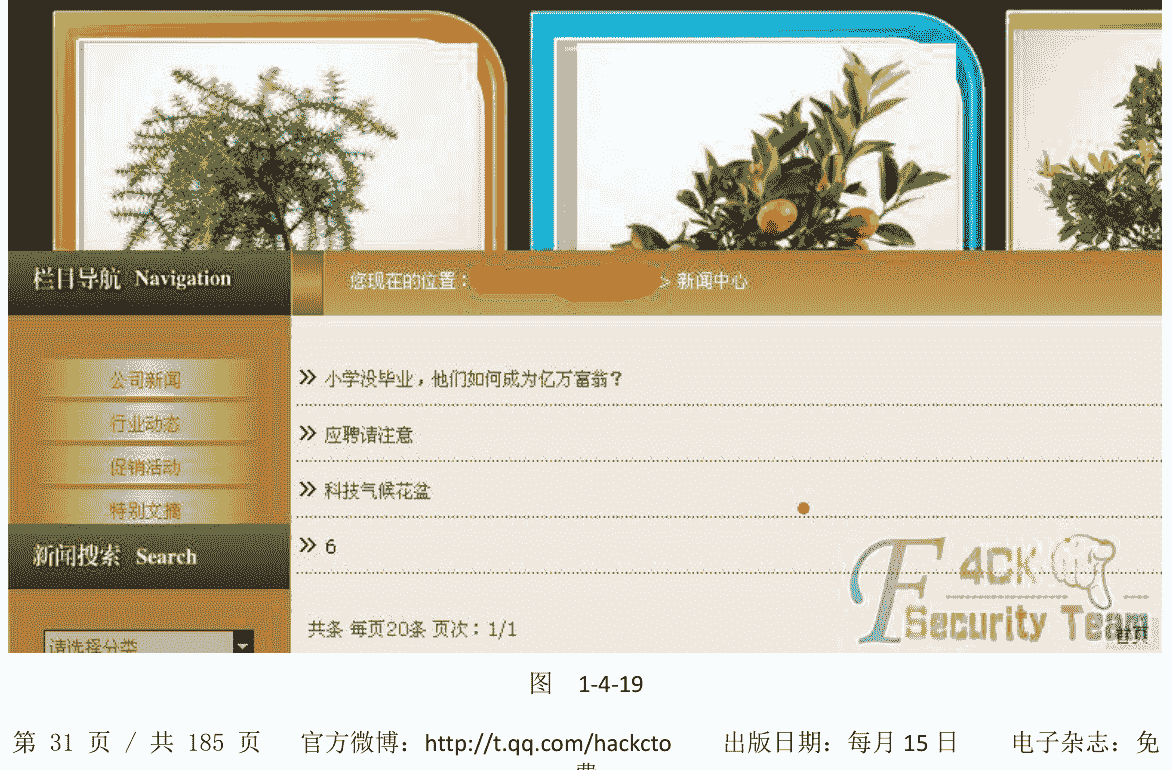 栏目导航 Navigation
您现在的位置： > 新闻中心
公司新闻
行业动态
促销活动
特别文摘
» 小学没毕业，他们如何成为亿万富翁？
» 应聘请注意
» 科技气候花盆
» 6
新闻搜索 Search
请选择分类
共条 每页20条 页次：1/1
首页
F4CK
Security Team
图 1-4-19
第 31 页 / 共 185 页 官方微博：http://t.qq.com/hackcto 出版日期：每月 15 日 电子杂志：免
费